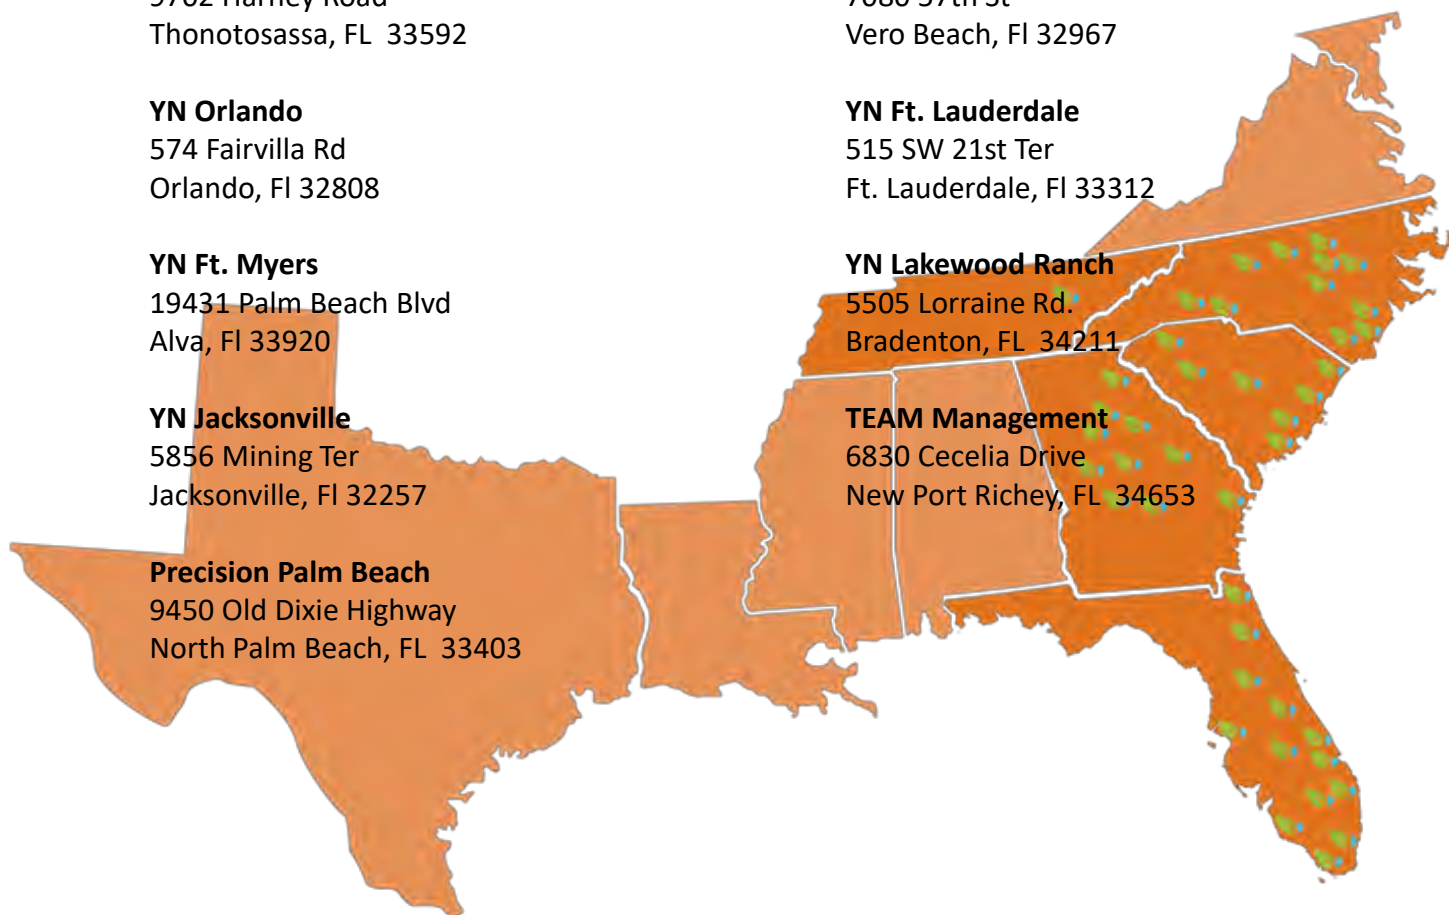 9702 Harney Road
Thonotosassa, FL  33592
YN Orlando
574 Fairvilla Rd
Orlando, Fl 32808
YN Ft. Myers
19431 Palm Beach Blvd
Alva, Fl 33920
YN Jacksonville
5856 Mining Ter
Jacksonville, Fl 32257
Precision Palm Beach
9450 Old Dixie Highway
North Palm Beach, FL  33403
Vero Beach, Fl 32967
YN Ft. Lauderdale
515 SW 21st Ter
Ft. Lauderdale, Fl 33312
YN Lakewood Ranch
5505 Lorraine Rd.
Bradenton, FL  34211
TEAM Management
6830 Cecelia Drive
New Port Richey, FL  34653